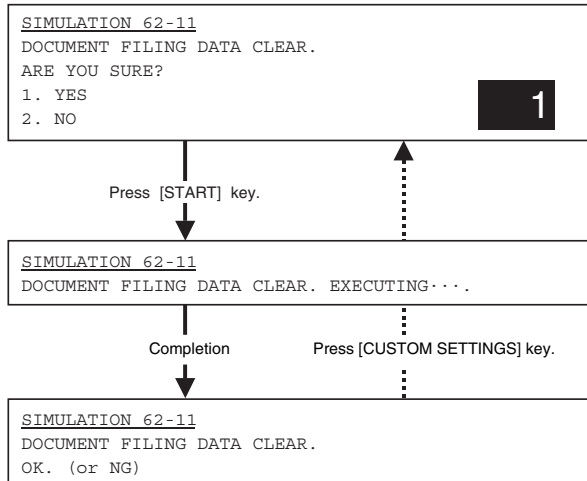 SIMULATION 62-11
DOCUMENT FILING DATA CLEAR.
ARE YOU SURE?
1. YES
2. NO
1
Press [START] key.
SIMULATION 62-11
DOCUMENT FILING DATA CLEAR. EXECUTING···.
Completion
Press [CUSTOM SETTINGS] key.
SIMULATION 62-11
DOCUMENT FILING DATA CLEAR.
OK. (or NG)